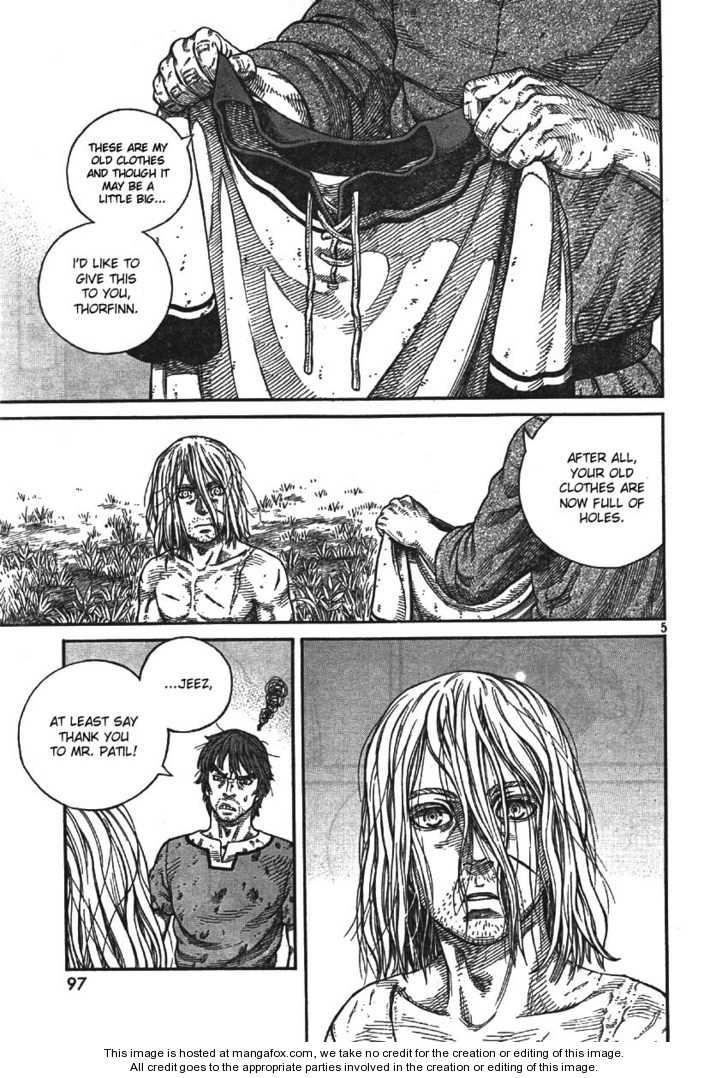 THESE ARE MY
OLD CLOTHES
AND THOUGH IT
MAY BE A
LITTLE BIG...
I'D LIKE TO
GIVE THIS
TO YOU,
THORFINN.
AFTER ALL,
YOUR OLD
CLOTHES ARE
NOW FULL OF
HOLES.
5
...JEEZ,
AT LEAST SAY
THANK YOU
TO MR. PATIL!
97
This image is hosted at mangafox.com, we take no credit for the creation or editing of this image.
All credit goes to the appropriate parties involved in the creation or editing of this image.